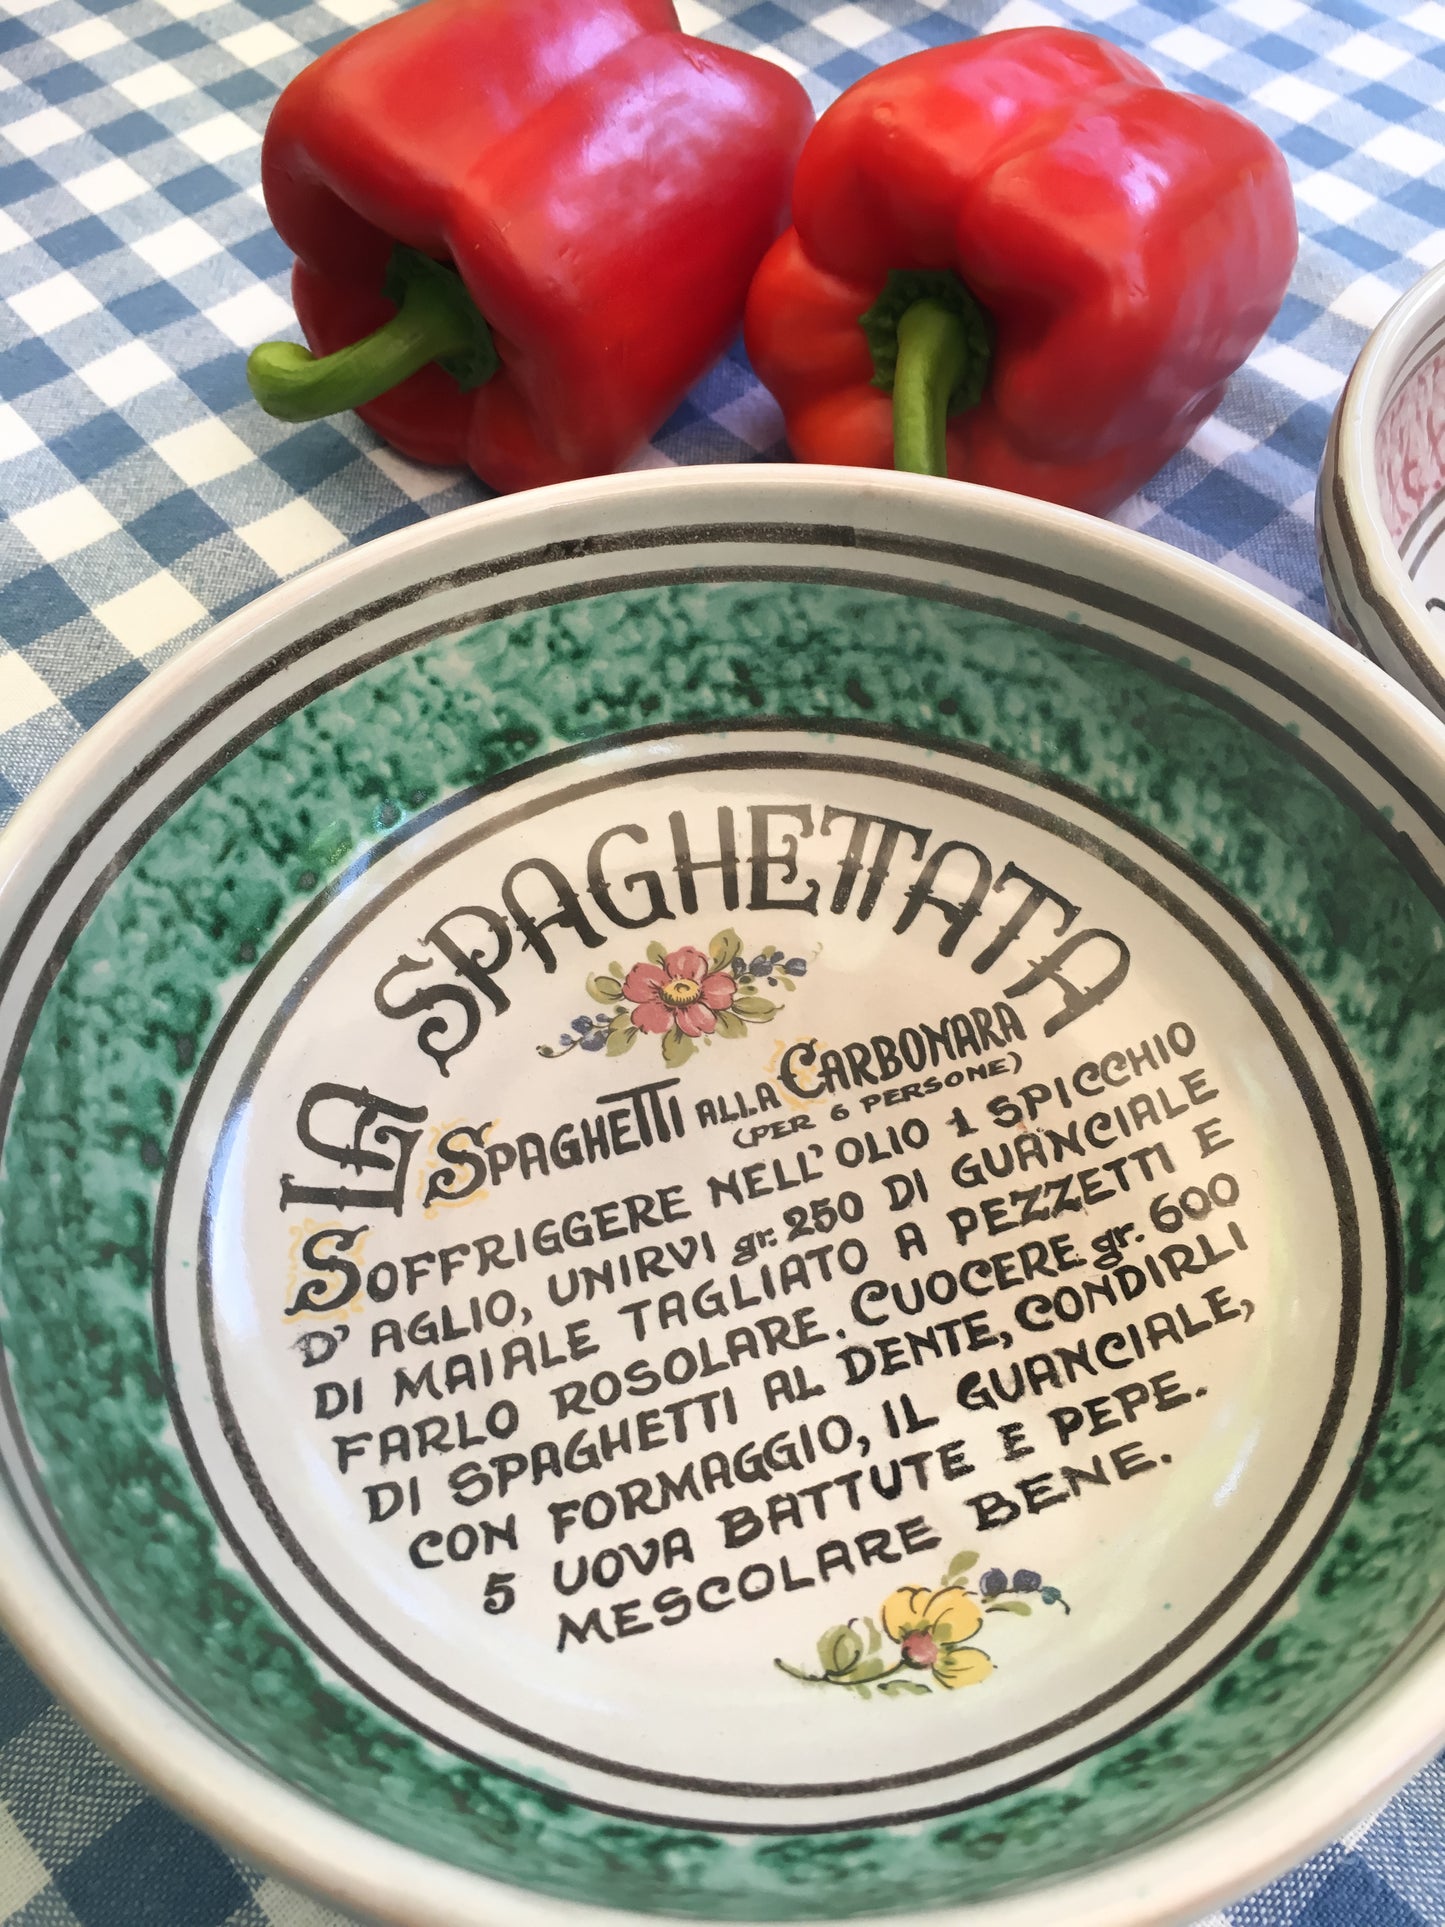 LA SPAGHETTATA
SPAGHETTI ALLA CARBONARA
(PER 6 PERSONE)
SOFFRIGGERE NELL'OLIO 1 SPICCHIO
D'AGLIO, UNIRVI gr. 250 DI GUANCIALE
DI MAIALE TAGLIATO A PEZZETTI E
FARLO ROSOLARE. CUOCERE gr. 600
DI SPAGHETTI AL DENTE, CONDIRLI
CON FORMAGGIO, IL GUANCIALE,
5 UOVA BATTUTE E PEPE.
MESCOLARE BENE.